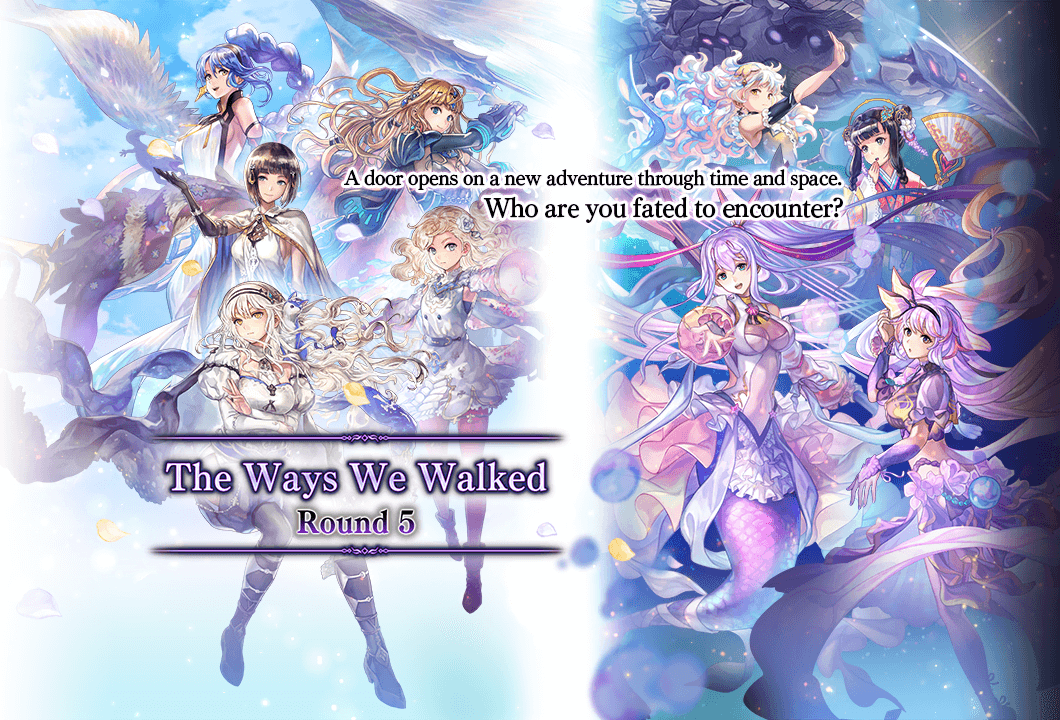 A door opens on a new adventure through time and space.
Who are you fated to encounter?
The Ways We Walked
Round 5